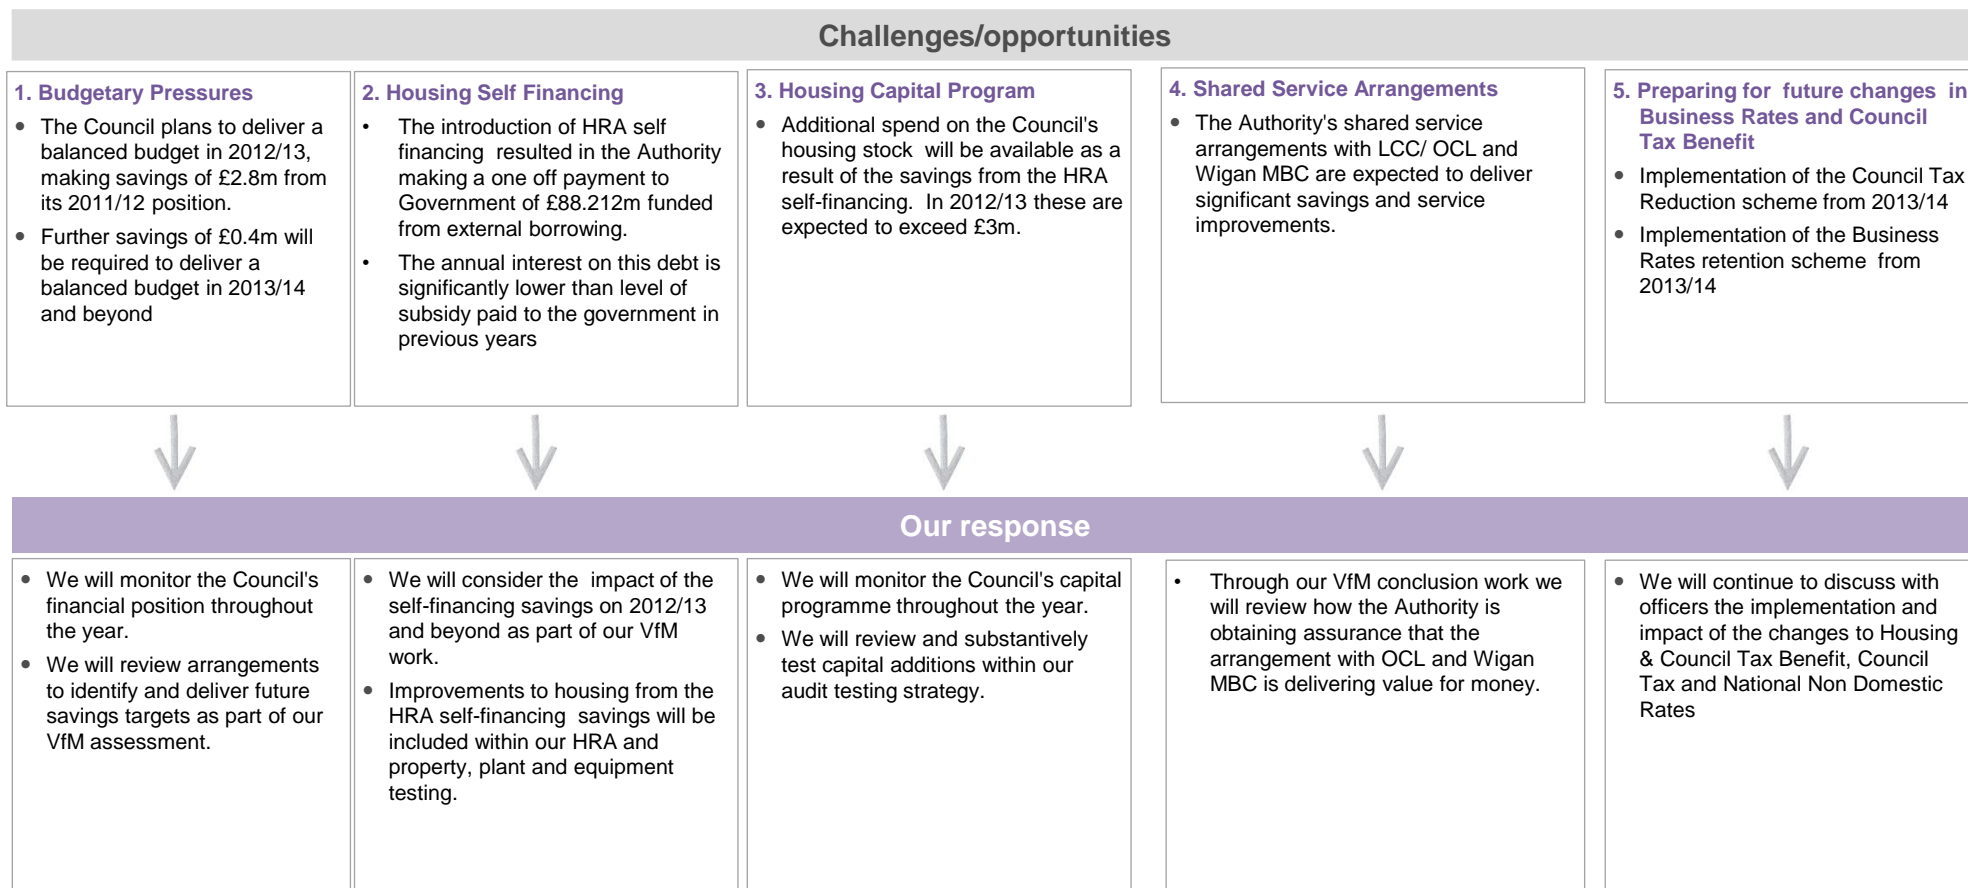 Challenges/opportunities
1. Budgetary Pressures
• The Council plans to deliver a
balanced budget in 2012/13,
making savings of £2.8m from
its 2011/12 position.
• Further savings of £0.4m will
be required to deliver a
balanced budget in 2013/14
and beyond
2. Housing Self Financing
• The introduction of HRA self
financing resulted in the Authority
making a one off payment to
Government of £88.212m funded
from external borrowing.
• The annual interest on this debt is
significantly lower than level of
subsidy paid to the government in
previous years
3. Housing Capital Program
• Additional spend on the Council's
housing stock will be available as a
result of the savings from the HRA
self-financing. In 2012/13 these are
expected to exceed £3m.
4. Shared Service Arrangements
• The Authority's shared service
arrangements with LCC/ OCL and
Wigan MBC are expected to deliver
significant savings and service
improvements.
5. Preparing for future changes in
Business Rates and Council
Tax Benefit
• Implementation of the Council Tax
Reduction scheme from 2013/14
• Implementation of the Business
Rates retention scheme from
2013/14
Our response
• We will monitor the Council's
financial position throughout
the year.
• We will review arrangements
to identify and deliver future
savings targets as part of our
VfM assessment.
• We will consider the impact of the
self-financing savings on 2012/13
and beyond as part of our VfM
work.
• Improvements to housing from the
HRA self-financing savings will be
included within our HRA and
property, plant and equipment
testing.
• We will monitor the Council's capital
programme throughout the year.
• We will review and substantively
test capital additions within our
audit testing strategy.
• Through our VfM conclusion work we
will review how the Authority is
obtaining assurance that the
arrangement with OCL and Wigan
MBC is delivering value for money.
• We will continue to discuss with
officers the implementation and
impact of the changes to Housing
& Council Tax Benefit, Council
Tax and National Non Domestic
Rates